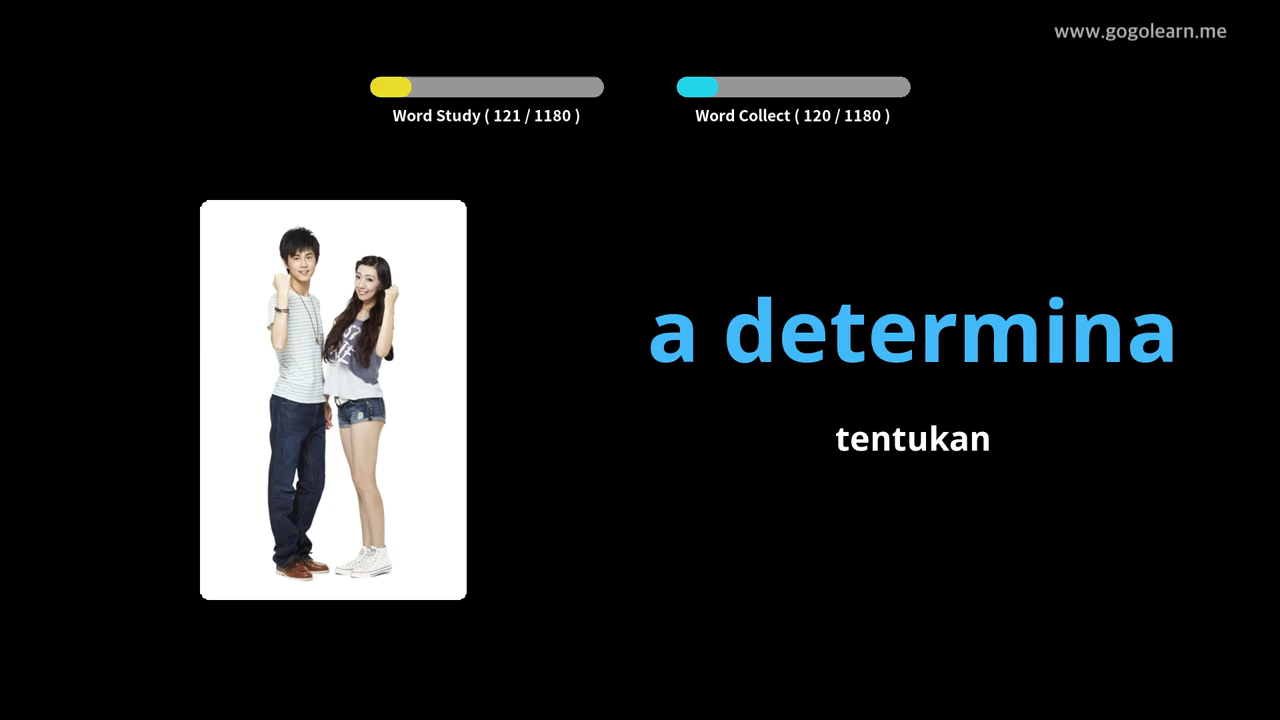 www.gogolearn.me
Word Study ( 121 / 1180 )
Word Collect ( 120 / 1180 )
a determina
tentukan